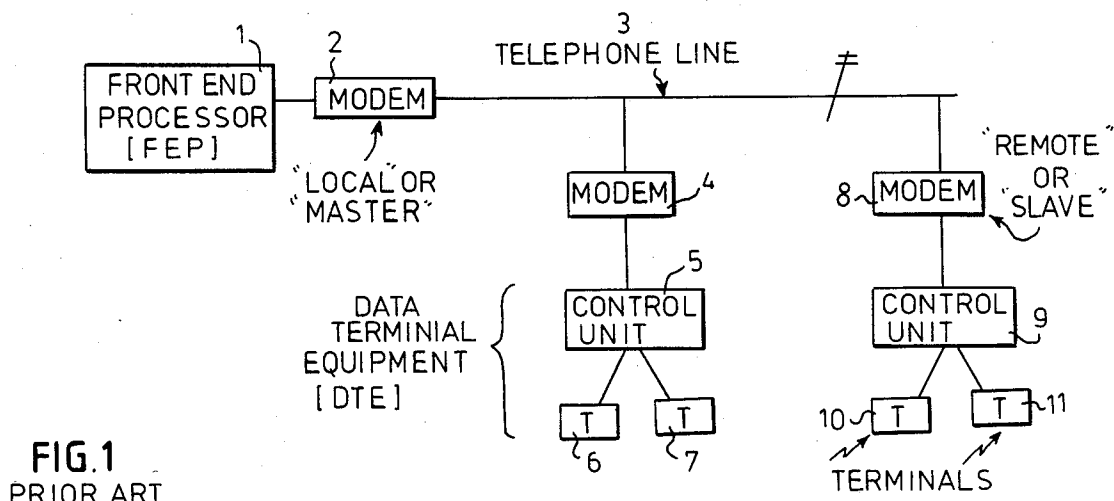 1
FRONT END
PROCESSOR
[FEP]
2
MODEM
"LOCAL" OR
"MASTER"
3
TELEPHONE LINE
MODEM
4
8
MODEM
"REMOTE"
OR
"SLAVE"
DATA
TERMINIAL
EQUIPMENT
[DTE]
5
CONTROL
UNIT
T
6
T
7
CONTROL
UNIT
9
10
T
T
11
TERMINALS
FIG.1
PRIOR ART